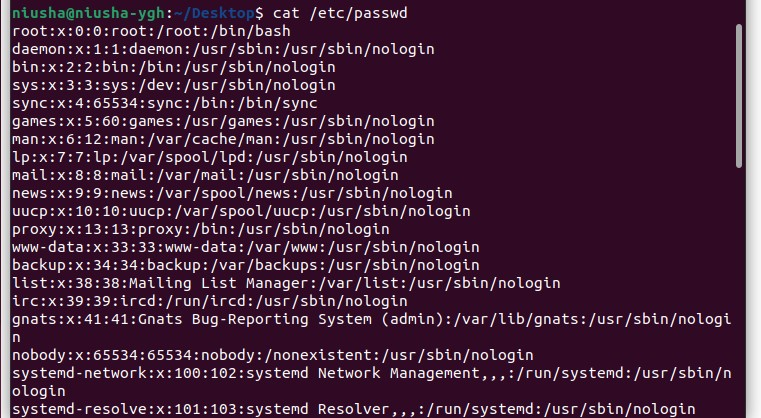 niusha@niusha-ygh:~/Desktop$ cat /etc/passwd
root:x:0:0:root:/root:/bin/bash
daemon:x:1:1:daemon:/usr/sbin:/usr/sbin/nologin
bin:x:2:2:bin:/bin:/usr/sbin/nologin
sys:x:3:3:sys:/dev:/usr/sbin/nologin
sync:x:4:65534:sync:/bin:/bin/sync
games:x:5:60:games:/usr/games:/usr/sbin/nologin
man:x:6:12:man:/var/cache/man:/usr/sbin/nologin
lp:x:7:7:lp:/var/spool/lpd:/usr/sbin/nologin
mail:x:8:8:mail:/var/mail:/usr/sbin/nologin
news:x:9:9:news:/var/spool/news:/usr/sbin/nologin
uucp:x:10:10:uucp:/var/spool/uucp:/usr/sbin/nologin
proxy:x:13:13:proxy:/bin:/usr/sbin/nologin
www-data:x:33:33:www-data:/var/www:/usr/sbin/nologin
backup:x:34:34:backup:/var/backups:/usr/sbin/nologin
list:x:38:38:Mailing List Manager:/var/list:/usr/sbin/nologin
irc:x:39:39:ircd:/run/ircd:/usr/sbin/nologin
gnats:x:41:41:Gnats Bug-Reporting System (admin):/var/lib/gnats:/usr/sbin/nologi
n
nobody:x:65534:65534:nobody:/nonexistent:/usr/sbin/nologin
systemd-network:x:100:102:systemd Network Management,,,:/run/systemd:/usr/sbin/n
ologin
systemd-resolve:x:101:103:systemd Resolver,,,:/run/systemd:/usr/sbin/nologin